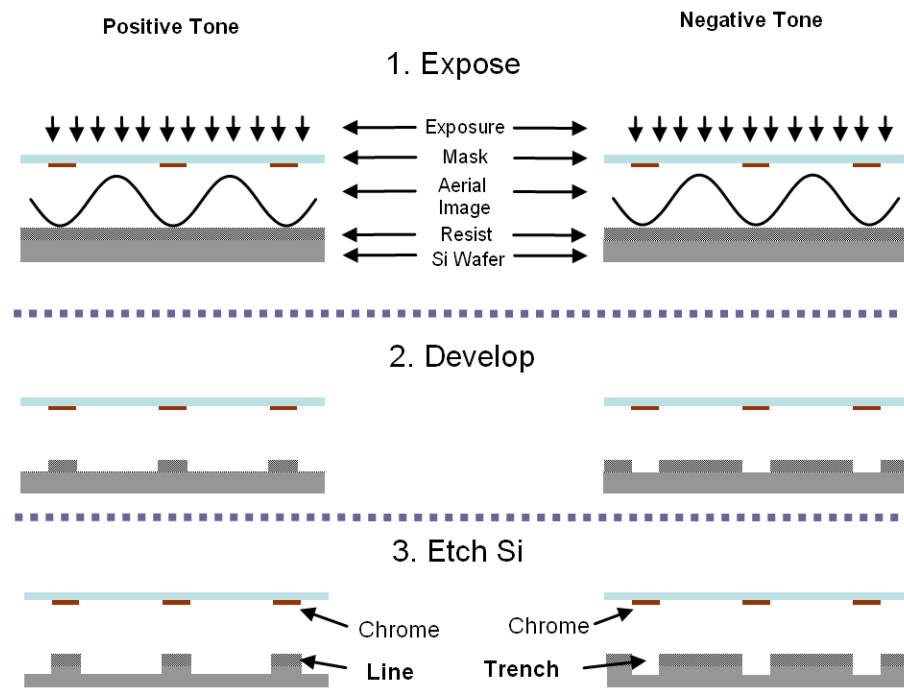 Positive Tone
Negative Tone
1. Expose
Exposure
Mask
Aerial
Image
Resist
Si Wafer
2. Develop
3. Etch Si
Chrome
Chrome
Line
Trench